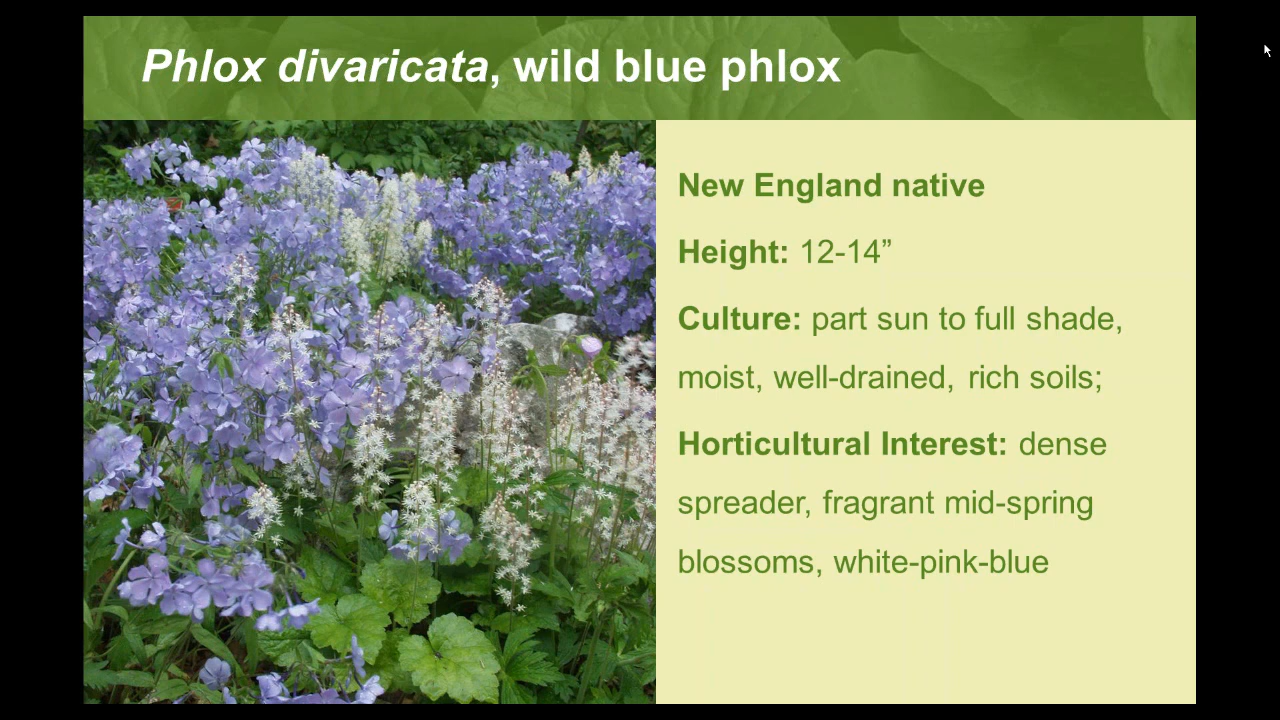 Phlox divaricata, wild blue phlox
New England native
Height: 12-14”
Culture: part sun to full shade,
moist, well-drained, rich soils;
Horticultural Interest: dense
spreader, fragrant mid-spring
blossoms, white-pink-blue